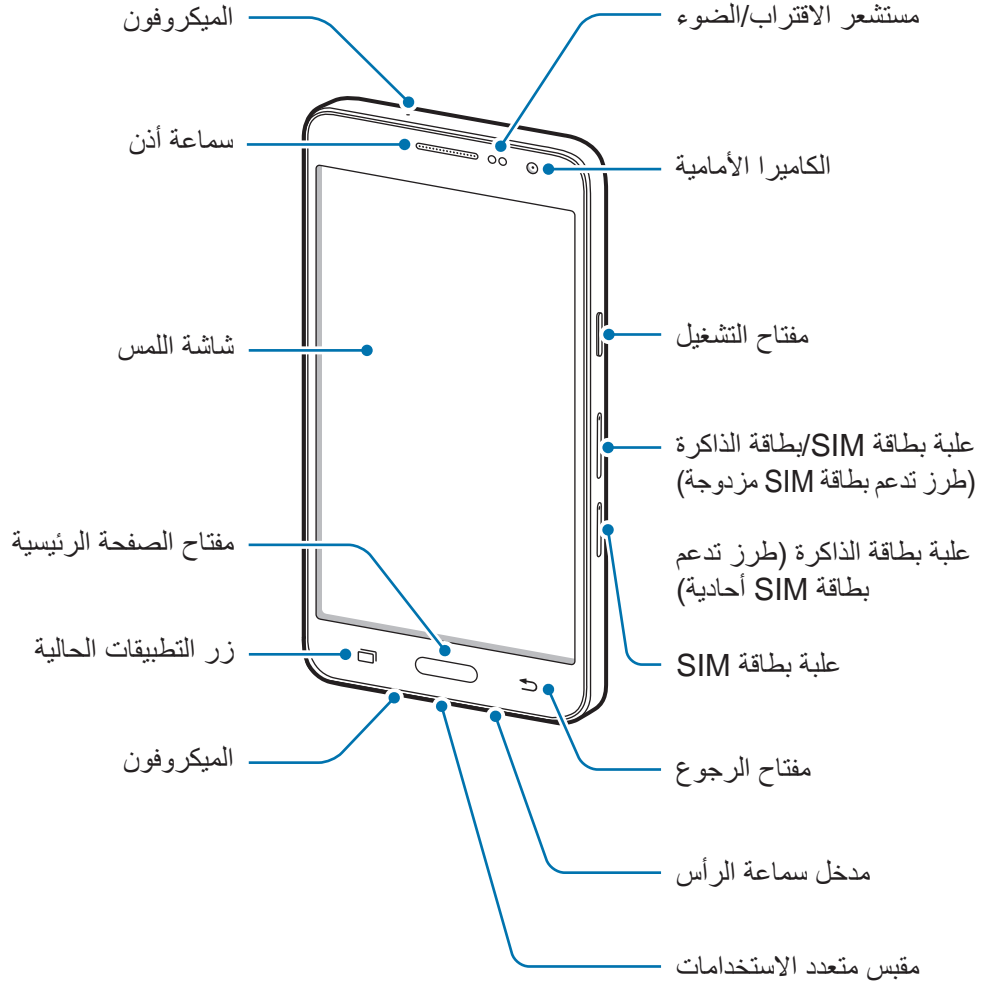 مستشعر الاقتراب/الضوء
الميكروفون
سماعة أذن
الكاميرا الأمامية
شاشة اللمس
مفتاح التشغيل
علبة بطاقة SIM/بطاقة الذاكرة
(طرز تدعم بطاقة SIM مزدوجة)
مفتاح الصفحة الرئيسية
علبة بطاقة الذاكرة (طرز تدعم
بطاقة SIM أحادية)
زر التطبيقات الحالية
علبة بطاقة SIM
الميكروفون
مفتاح الرجوع
مدخل سماعة الرأس
مقبس متعدد الاستخدامات